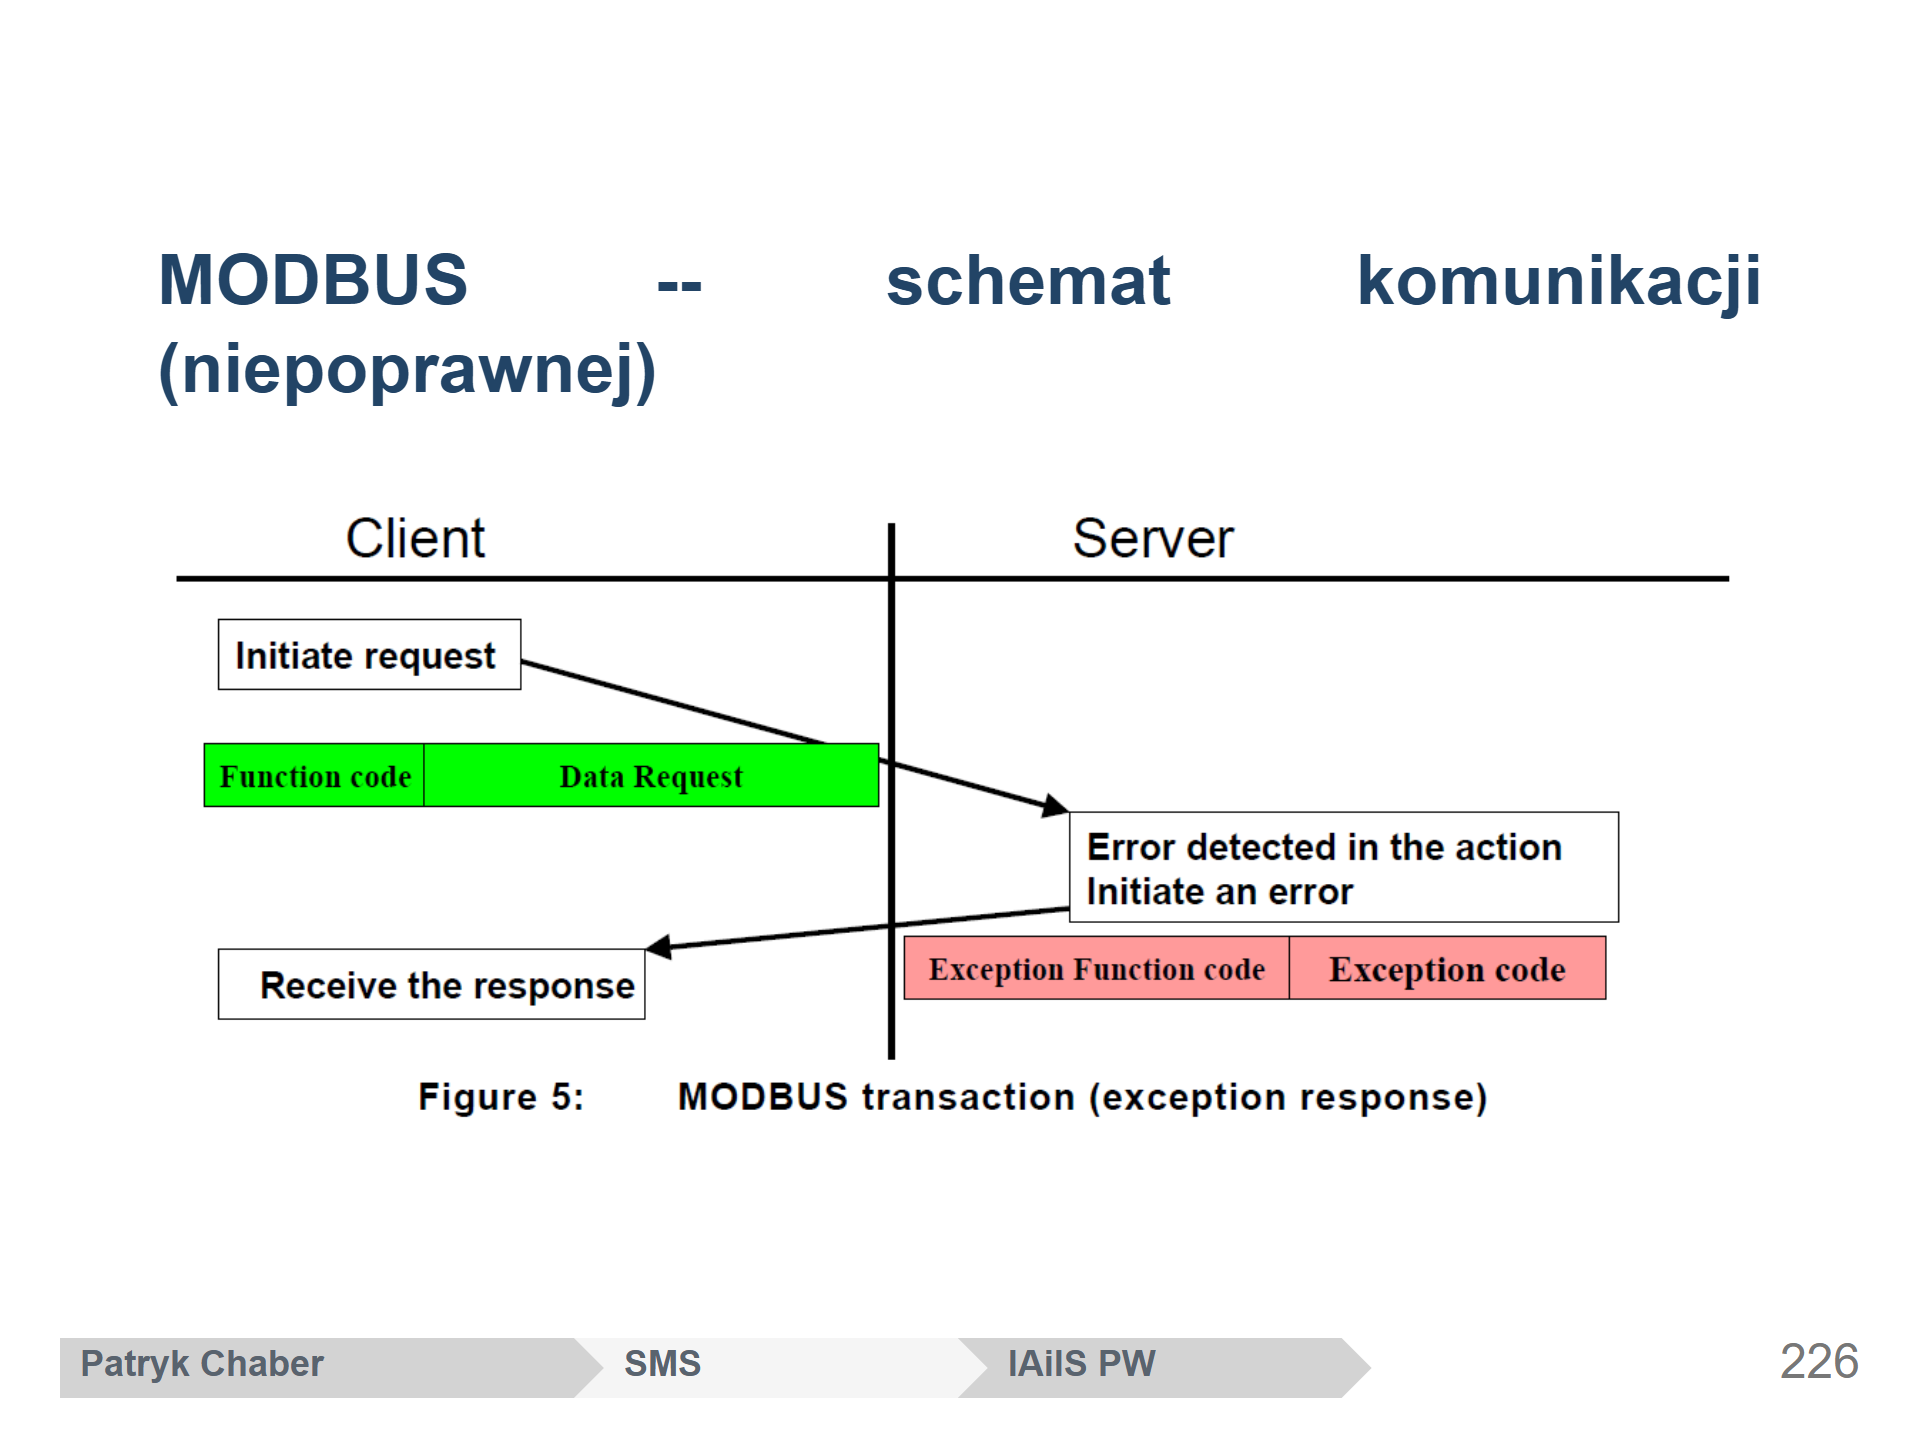 MODBUS -- schemat komunikacji
(niepoprawnej)
Client
Server
Initiate request
Function code
Data Request
Error detected in the action
Initiate an error
Exception Function code
Exception code
Receive the response
Figure 5: MODBUS transaction (exception response)
Patryk Chaber
SMS
IAiIS PW
226